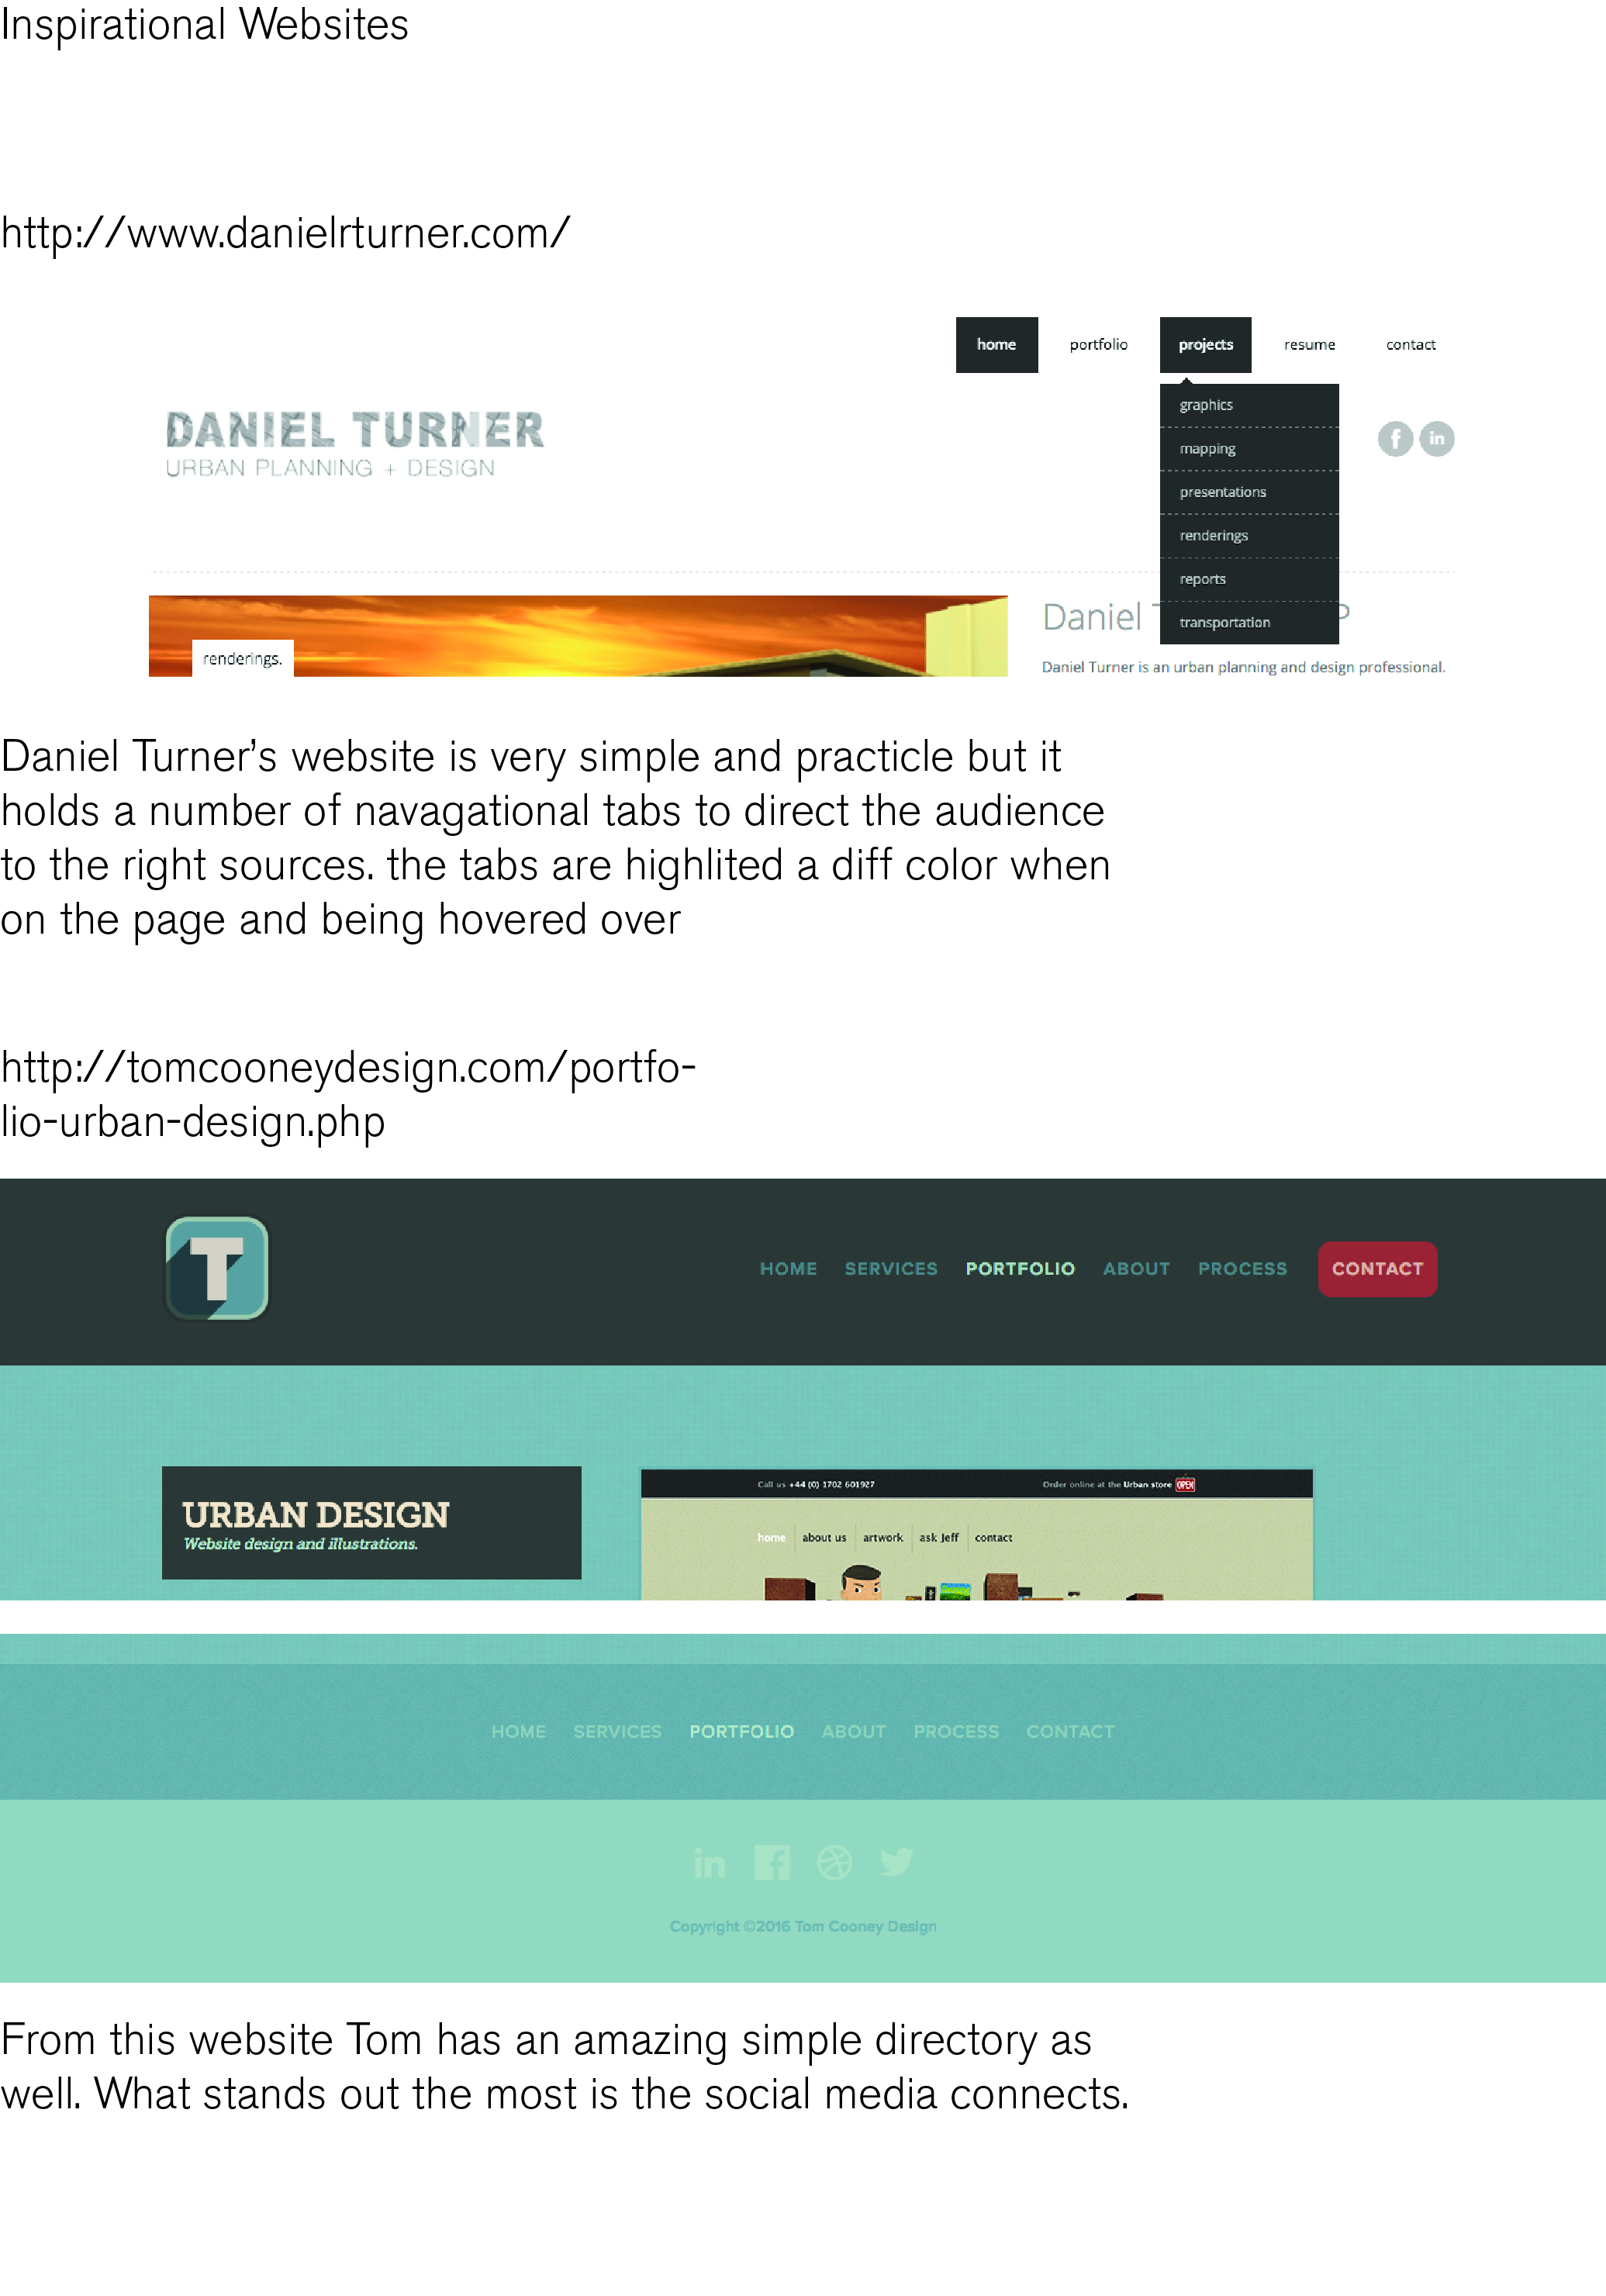 Inspirational Websites
http://www.danielrturner.com/
home portfolio projects resume contact
graphics
DANIEL TURNER
mapping
URBAN PLANNING + DESIGN
presentations
renderings
reports
Daniel
transportation
renderings.
Daniel Turner is an urban planning and design professional.
Daniel Turner’s website is very simple and practicle but it
holds a number of navagational tabs to direct the audience
to the right sources. the tabs are highlited a diff color when
on the page and being hovered over
http://tomcooneydesign.com/portfo-
lio-urban-design.php
T
HOME SERVICES PORTFOLIO ABOUT PROCESS CONTACT
URBAN DESIGN
Website design and illustrations.
Call us +44 (0) 1702 601927 Order online at the Urban store OPEN
home about us artwork ask Jeff contact
HOME SERVICES PORTFOLIO ABOUT PROCESS CONTACT
Copyright ©2016 Tom Cooney Design
From this website Tom has an amazing simple directory as
well. What stands out the most is the social media connects.